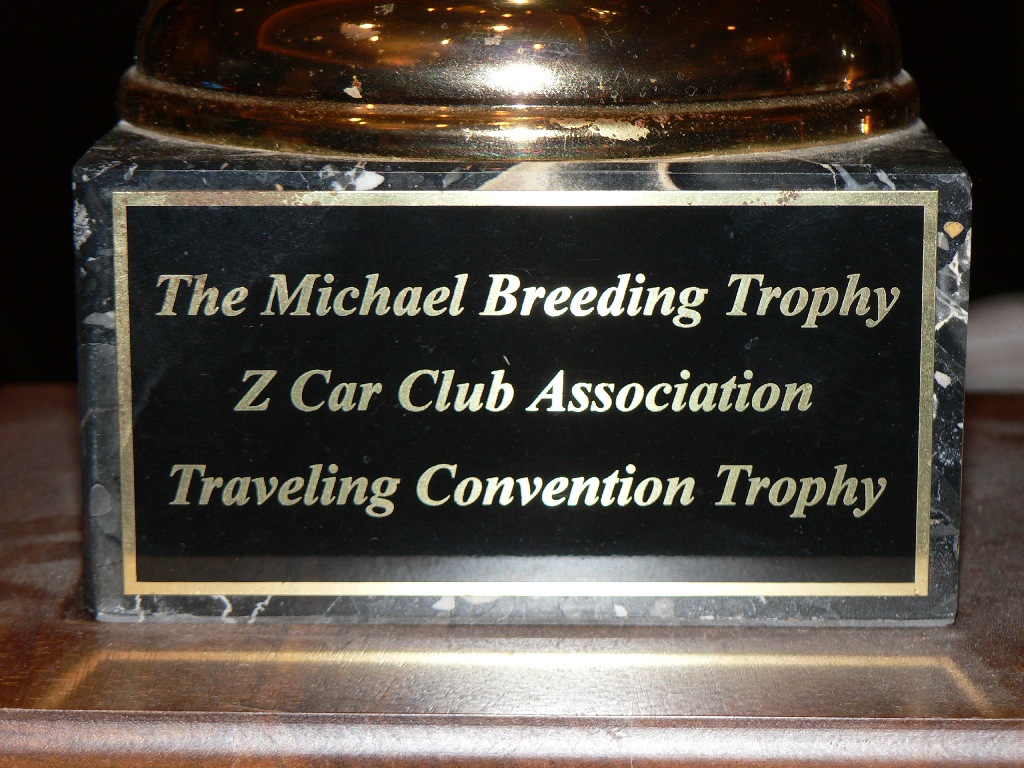 The Michael Breeding Trophy
Z Car Club Association
Traveling Convention Trophy